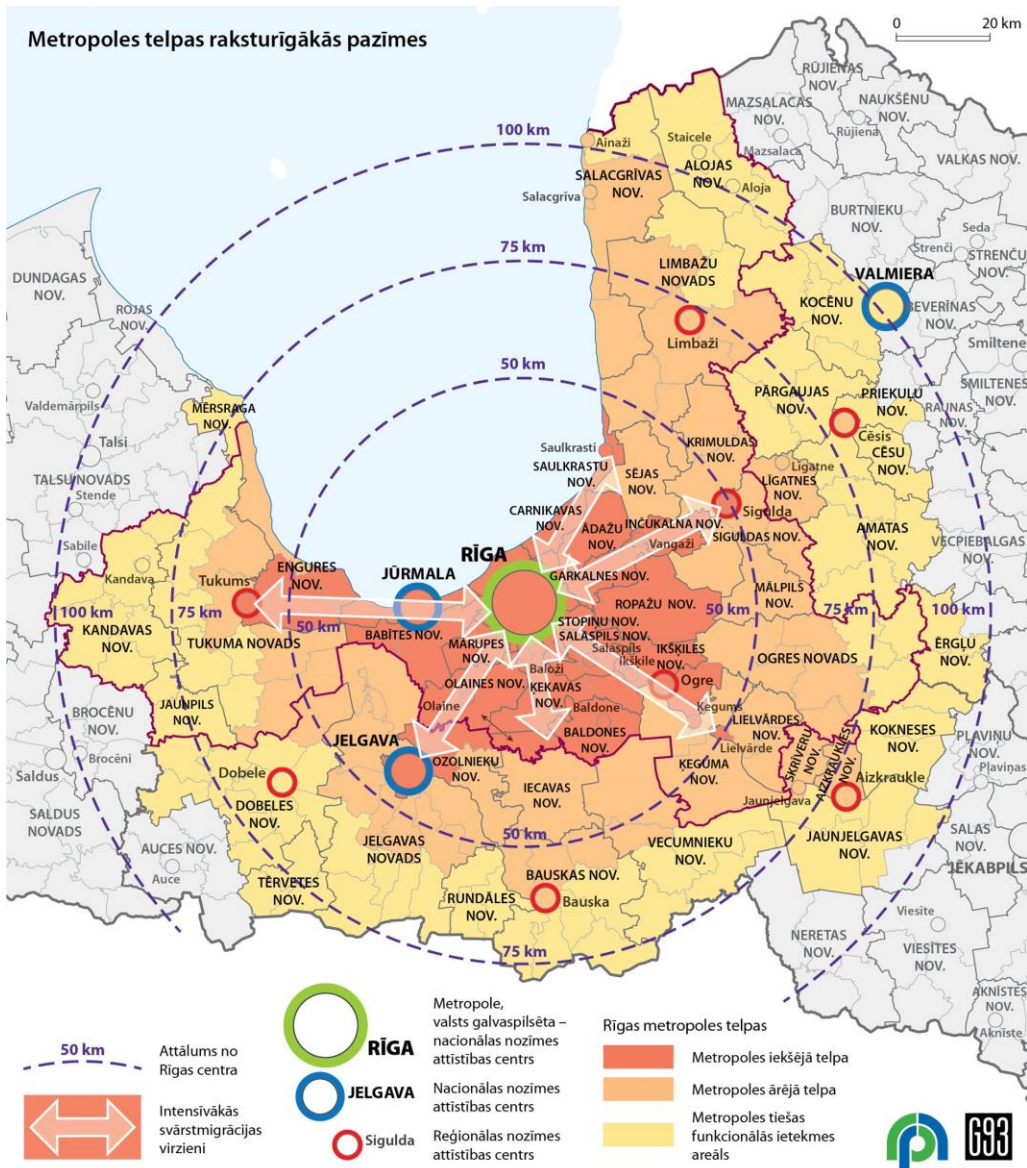 Metropoles telpas raksturīgākās pazīmes
0 20 km
RŪJIENAS
NOV.
MAZSALACAS
NOV.
NAUKŠĒNU
NOV.
Rūjiena
Mazsalaca
VALKAS NOV.
100 km
Ainaži
Staicele
ALOJAS
NOV.
Aloja
SALACGRĪVAS
NOV.
Salacgrīva
BURTNIEKU
NOV.
Seda
Strenči
STRENČU
NOV.
75 km
DUNDAGAS
NOV.
ROJAS
NOV.
LIMBAŽU
NOVADS
VALMIERA
KOCĒNU
NOV.
BEVERĪNAS
NOV.
Limbaži
Smiltene
50 km
SMILTENES
NOV.
Valdemārpils
MĒRSRAGA
NOV.
PĀRGAUJAS
NOV.
PRIEKUĻU
NOV.
RAUNAS
NOV.
Talsi
Cēsis
CĒSU
NOV.
Saulkrasti
KRIMULDAS
NOV.
TALSU NOVADS
Stende
SAULKRASTU
NOV.
SĒJAS
NOV.
Līgatne
LĪGATNES
NOV.
CARNIKAVAS
NOV.
Sigulda
ĀDAŽU
NOV.
INČUKALNA NOV.
SIGULDAS NOV.
AMATAS
NOV.
VECPIEBALGAS
NOV.
Vangaži
Sabile
RĪGA
ENGURES
NOV.
JŪRMALA
GARKALNES NOV.
Kandava
Tukums
MĀLPILS
NOV.
100 km
KANDAVAS
NOV.
75 km
50 km
ROPAŽU NOV.
50 km
75 km
100 km
TUKUMA NOVADS
BABĪTES NOV.
STOPIŅU NOV.
SALASPILS NOV.
Salaspils
Ikšķile
IKŠĶILES
NOV.
MĀRUPES
NOV.
ĒRGĻU
NOV.
OGRES NOVADS
Baloži
Ogre
JAUNPILS
NOV.
OLAINES NOV.
Olaine
ĶEKAVAS
NOV.
Baldone
Ķegums
BROCĒNU
NOV.
BALDONES
NOV.
LIELVĀRDES
NOV.
Lielvārde
KOKNESES
NOV.
JELGAVA
SKRĪVERU
NOV.
AIZKRAUKLES
NOV.
PĻAVIŅU
NOV.
Pļaviņas
Brocēni
Saldus
OZOLNIEKU
NOV.
Dobele
ĶEGUMA
NOV.
Aizkraukle
IECAVAS
NOV.
Jaunjelgava
DOBELES
NOV.
SALDUS
NOVADS
50 km
JELGAVAS
NOVADS
VECUMNIEKU
NOV.
JAUNJELGAVAS
NOV.
SALAS
NOV.
AUCES NOV.
Auce
JĒKABPILS
TĒRVETES
NOV.
RUNDĀLES
NOV.
BAUSKAS NOV.
Bauska
Viesīte
75 km
NERETAS
NOV.
VIESĪTES
NOV.
AKNĪSTES
NOV.
Aknīste
50 km
Attālums no
Rīgas centra
Intensīvākās
svārstmigrācijas
virzieni
RĪGA
Metropole,
valsts galvaspilsēta –
nacionālas nozīmes
attīstības centrs
JELGAVA
Nacionālas nozīmes
attīstības centrs
Sigulda
Reģionālas nozīmes
attīstības centrs
Rīgas metropoles telpas
Metropoles iekšējā telpa
Metropoles ārējā telpa
Metropoles tiešas
funkcionālās ietekmes
areāls
G93